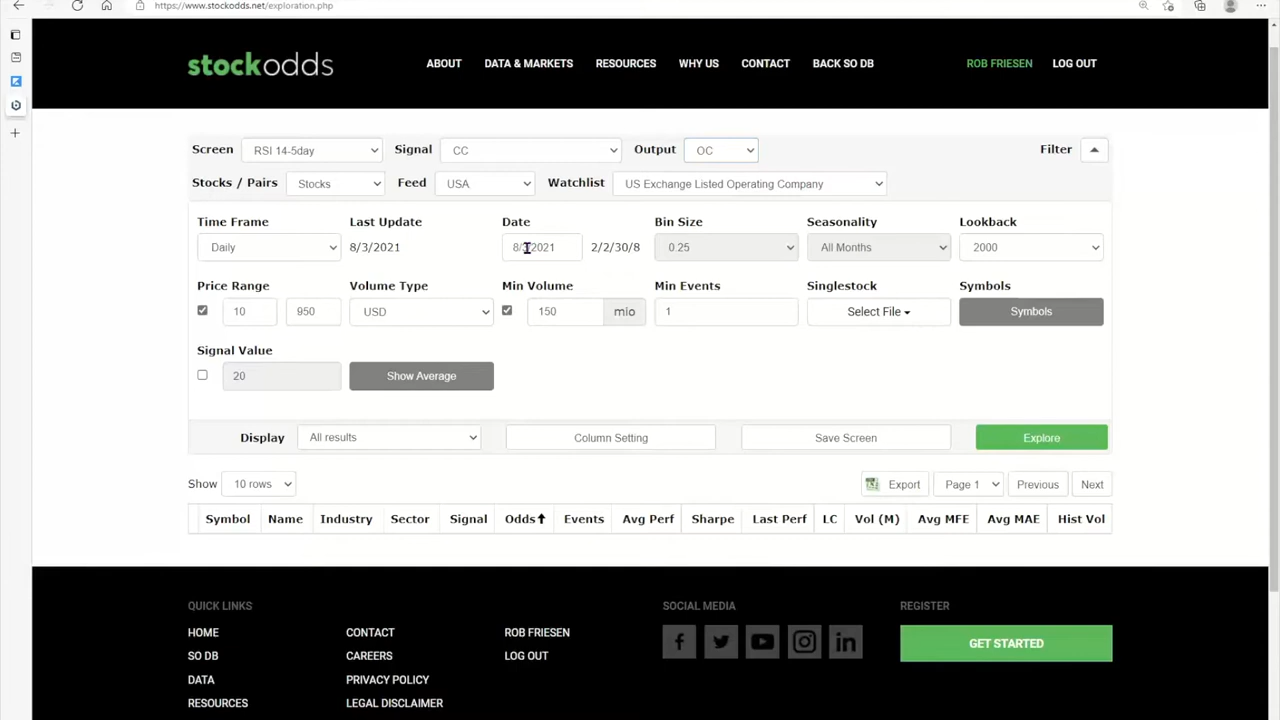 https://www.stockodds.net/exploration.php
stockodds
ABOUT DATA & MARKETS RESOURCES WHY US CONTACT BACK SO DB ROB FRIESEN LOG OUT
Screen RSI 14-5day Signal CC Output OC Filter
Stocks / Pairs Stocks Feed USA Watchlist US Exchange Listed Operating Company
Time Frame Last Update Date Bin Size Seasonality Lookback
Daily 8/3/2021 8/3/2021 2/2/30/8 0.25 All Months 2000
Price Range Volume Type Min Volume Min Events Singlestock Symbols
10 950 USD 150 mio 1 Select File Symbols
Signal Value
20 Show Average
Display All results Column Setting Save Screen Explore
Show 10 rows Export Page 1 Previous Next
Symbol Name Industry Sector Signal Odds Events Avg Perf Sharpe Last Perf LC Vol (M) Avg MFE Avg MAE Hist Vol
QUICK LINKS SOCIAL MEDIA REGISTER
HOME CONTACT ROB FRIESEN GET STARTED
SO DB CAREERS LOG OUT
DATA PRIVACY POLICY
RESOURCES LEGAL DISCLAIMER